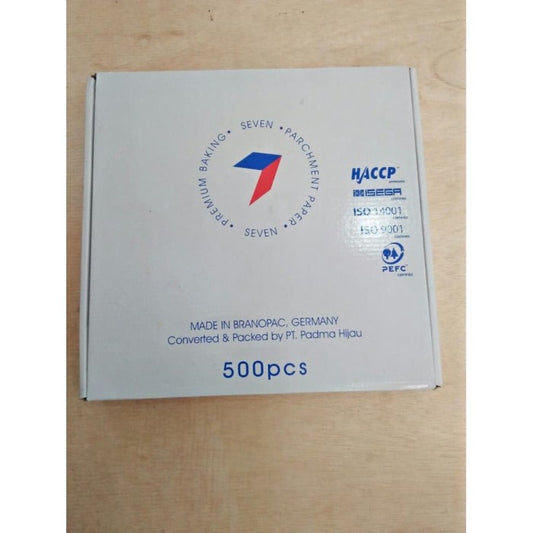 • SEVEN • PARCHMENT PAPER • SEVEN • PREMIUM BAKING
HACCP
ISEGA
ISO 14001
ISO 9001
PEFC
MADE IN BRANOPAC, GERMANY
Converted & Packed by PT. Padma Hijau
500pcs